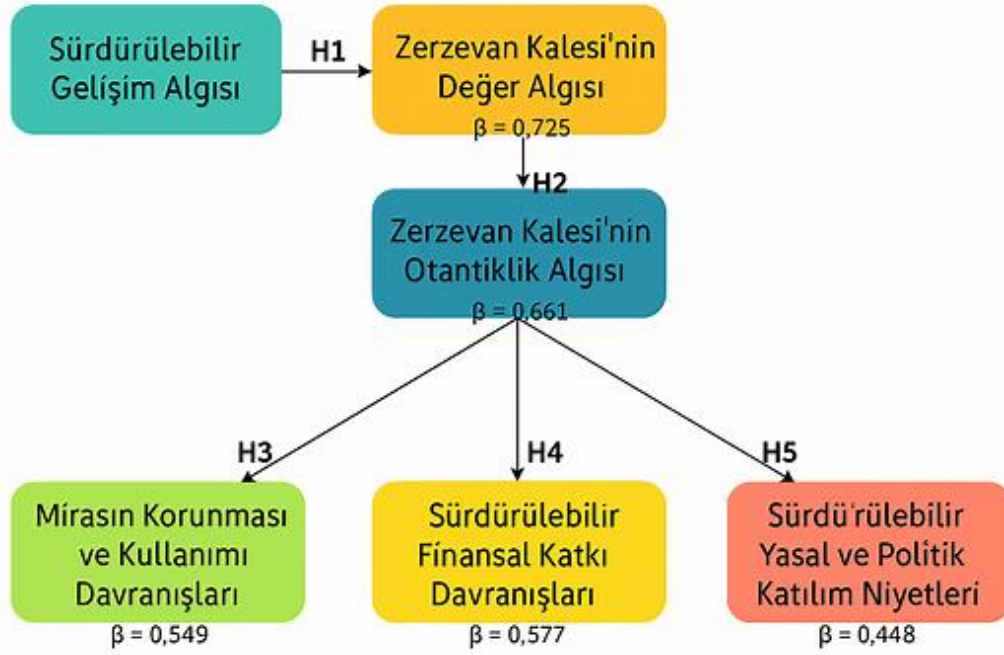 Sürdürülebilir
Gelişim Algısı
H1
Zerzevan Kalesi'nin
Değer Algısı
β = 0,725
H2
Zerzevan Kalesi'nin
Otantiklik Algısı
β = 0,661
H3
H4
H5
Mirasın Korunması
ve Kullanımı
Davranışları
β = 0,549
Sürdürülebilir
Finansal Katkı
Davranışları
β = 0,577
Sürdü'rülebilir
Yasal ve Politik
Katılım Niyetleri
β = 0,448